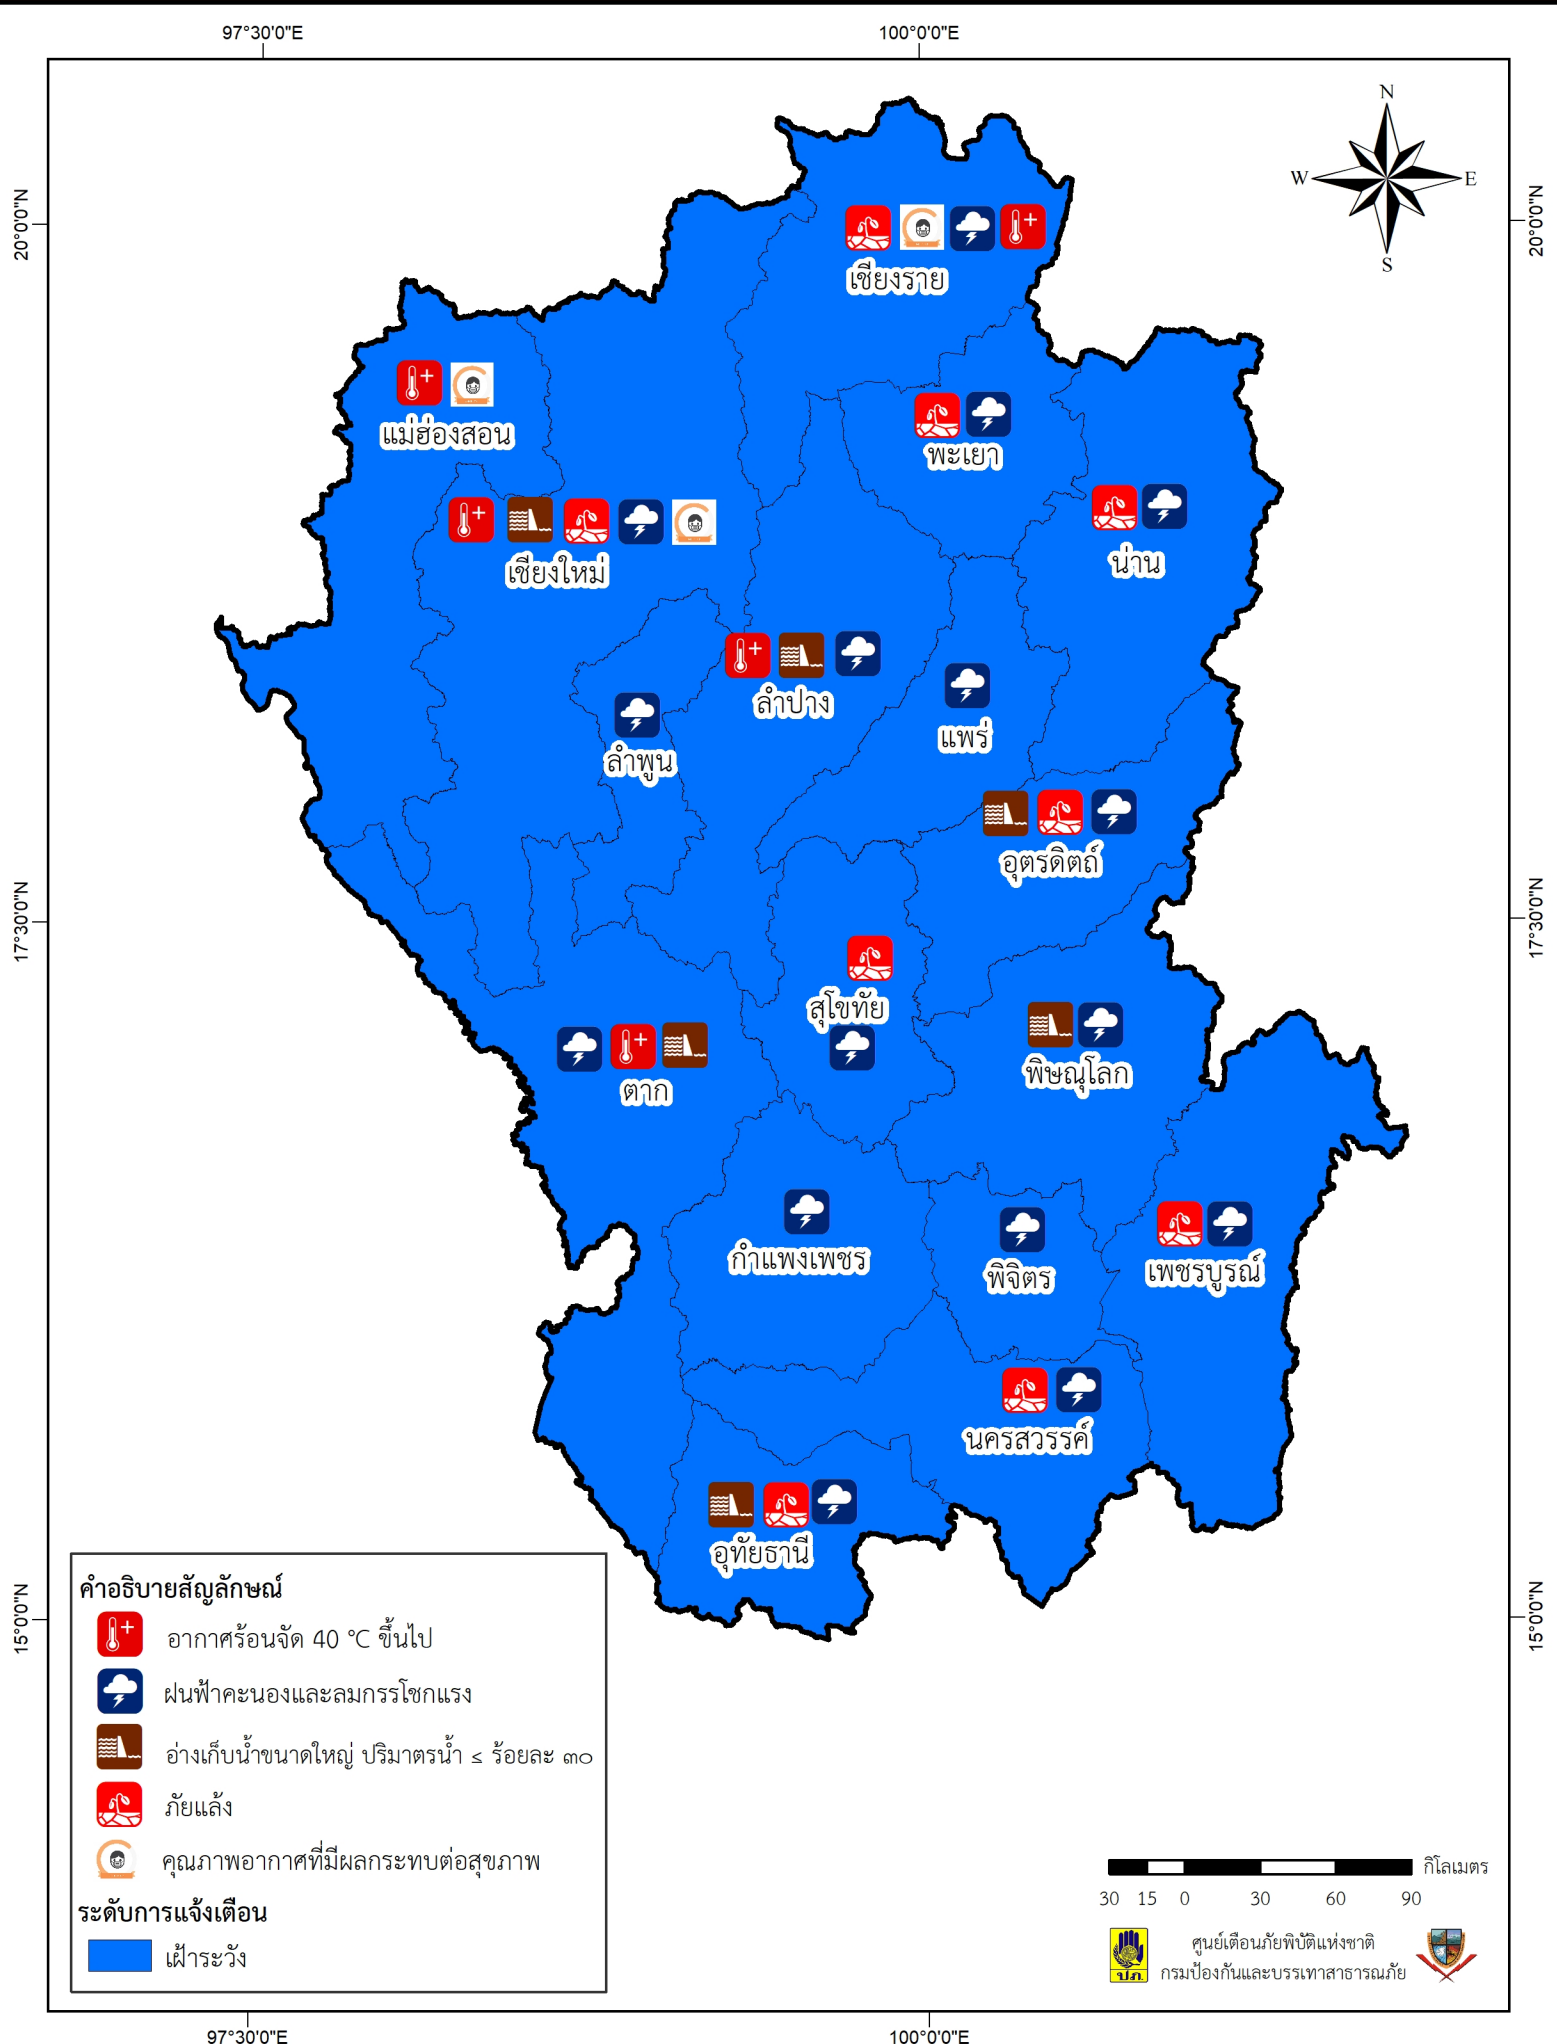 97°30'0"E
100°0'0"E
N
W
E
S
20°0'0"N
20°0'0"N
เชียงราย
แม่ฮ่องสอน
พะเยา
น่าน
เชียงใหม่
ลำปาง
แพร่
ลำพูน
อุตรดิตถ์
17°30'0"N
17°30'0"N
สุโขทัย
พิษณุโลก
ตาก
กำแพงเพชร
พิจิตร
เพชรบูรณ์
นครสวรรค์
อุทัยธานี
15°0'0"N
15°0'0"N
คำอธิบายสัญลักษณ์
อากาศร้อนจัด 40 °C ขึ้นไป
ฝนฟ้าคะนองและลมกรรโชกแรง
อ่างเก็บน้ำขนาดใหญ่ ปริมาตรน้ำ ≤ ร้อยละ ๓๐
ภัยแล้ง
คุณภาพอากาศที่มีผลกระทบต่อสุขภาพ
ระดับการแจ้งเตือน
เฝ้าระวัง
กิโลเมตร
30 15 0 30 60 90
ปภ.
ศูนย์เตือนภัยพิบัติแห่งชาติ
กรมป้องกันและบรรเทาสาธารณภัย
97°30'0"E
100°0'0"E